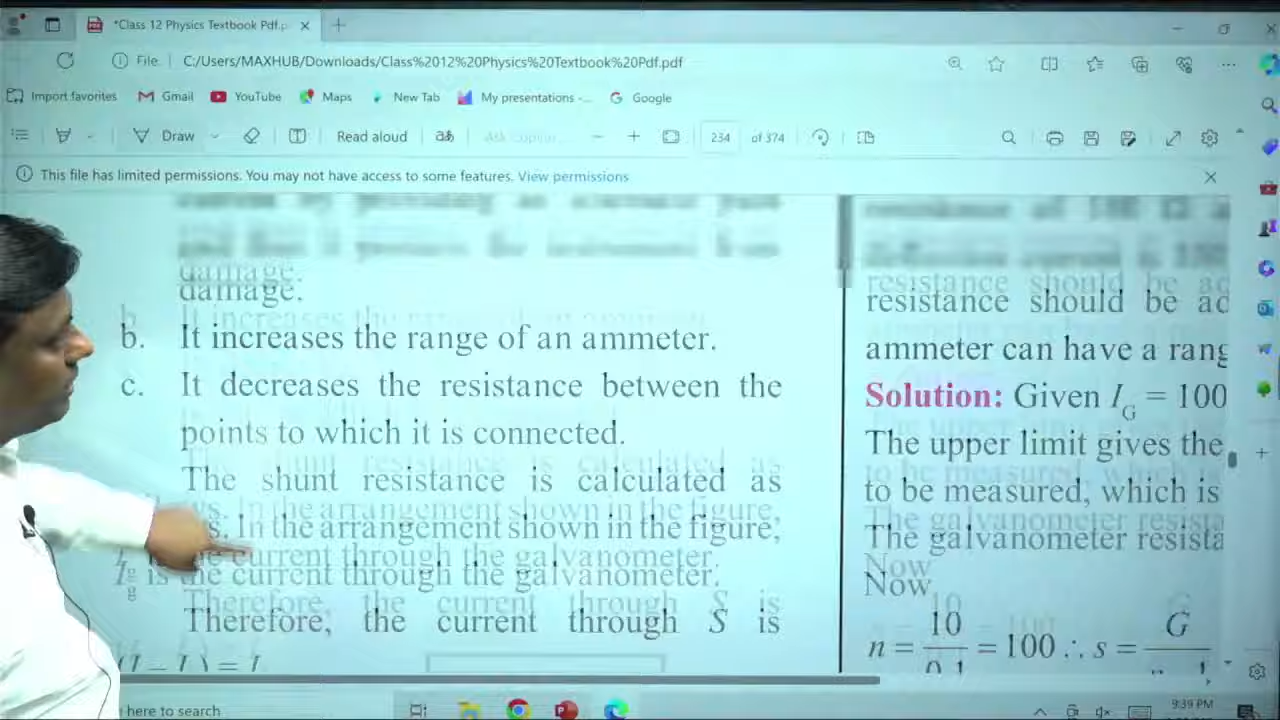 *Class 12 Physics Textbook Pdf.p
File C:/Users/MAXHUB/Downloads/Class%2012%20Physics%20Textbook%20Pdf.pdf
Import favorites Gmail YouTube Maps New Tab My presentations -... Google
Draw Read aloud Ask Copilot 234 of 374
This file has limited permissions. You may not have access to some features. View permissions
damage.
b. It increases the range of an ammeter.
c. It decreases the resistance between the
points to which it is connected.
The shunt resistance is calculated as
In the arrangement shown in the figure;
I_g is the current through the galvanometer.
Therefore, the current through S is
resistance should be ad
ammeter can have a rang
Solution: Given I_G = 100
The upper limit gives the
to be measured, which is
The galvanometer resista
Now
n = 10/0.1 = 100 ∴ s = G
here to search
9:39 PM